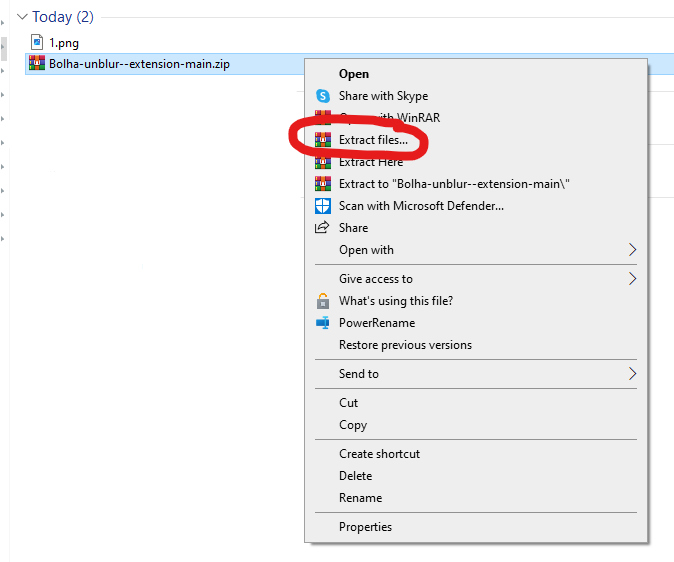 Today (2)
1.png
Bolha-unblur--extension-main.zip
Open
Share with Skype
Open with WinRAR
Extract files...
Extract Here
Extract to "Bolha-unblur--extension-main\"
Scan with Microsoft Defender...
Share
Open with
Give access to
What's using this file?
PowerRename
Restore previous versions
Send to
Cut
Copy
Create shortcut
Delete
Rename
Properties